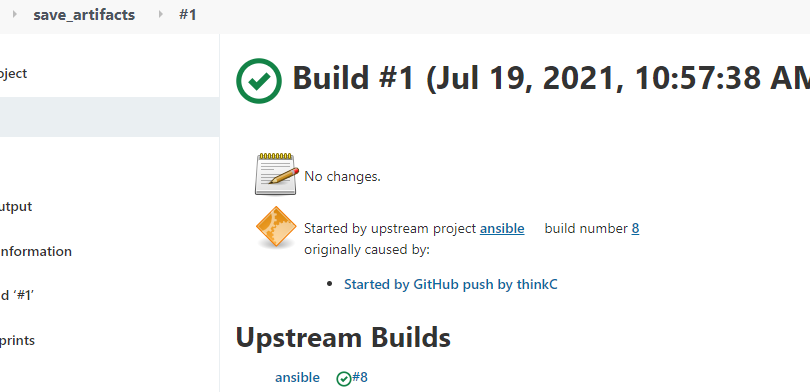 save_artifacts #1
oject
Build #1 (Jul 19, 2021, 10:57:38 AM
No changes.
utput
Started by upstream project ansible build number 8
originally caused by:
nformation
Started by GitHub push by thinkC
d ‘#1’
Upstream Builds
prints
ansible #8